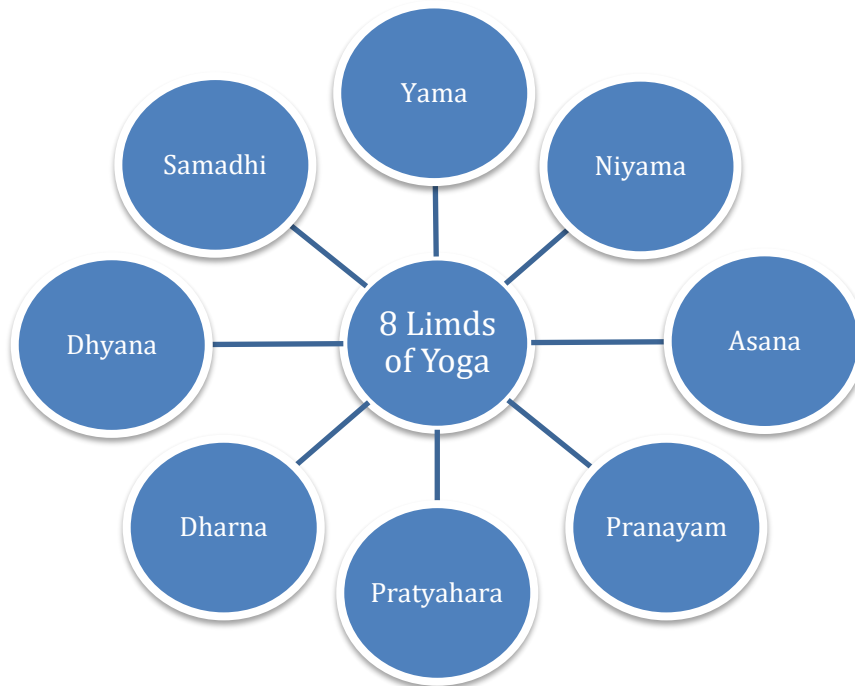 Yama
Niyama
Asana
Pranayam
Pratyahara
Dharna
Dhyana
Samadhi
8 Limds
of Yoga